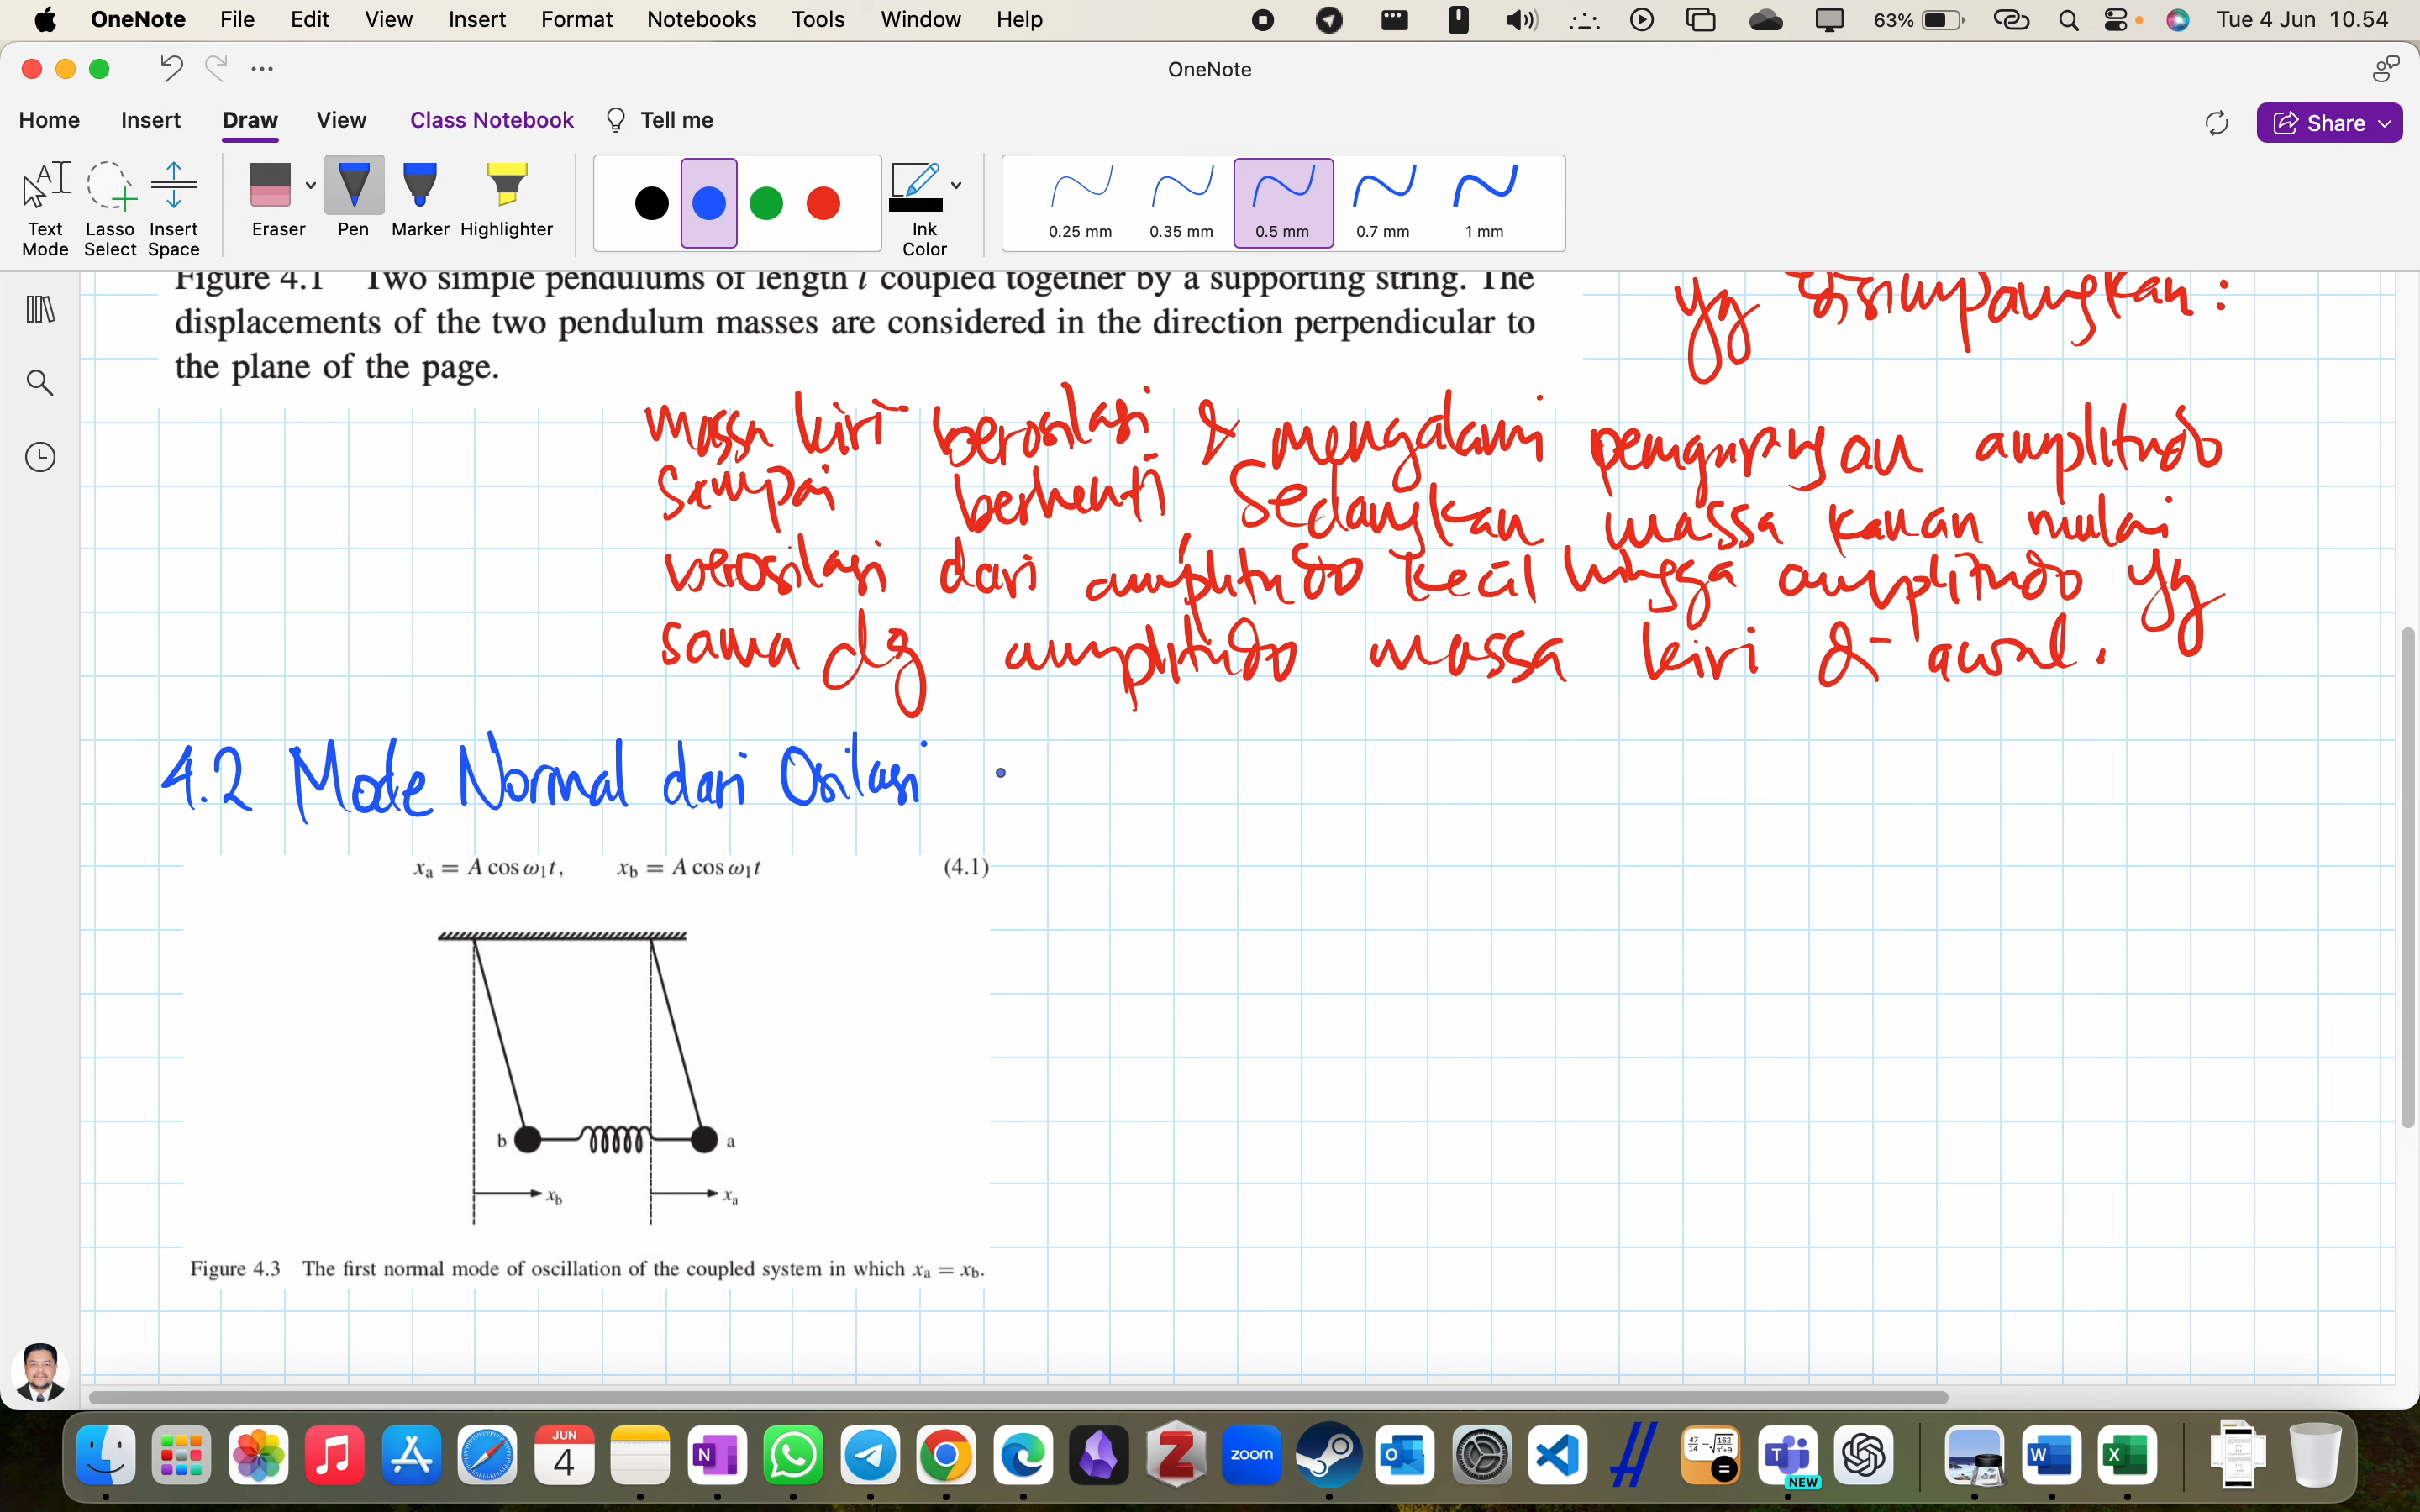 OneNote File Edit View Insert Format Notebooks Tools Window Help 63% Tue 4 Jun 10.54
OneNote
Home Insert Draw View Class Notebook Tell me Share
Text Mode Lasso Select Insert Space Eraser Pen Marker Highlighter Ink Color 0.25 mm 0.35 mm 0.5 mm 0.7 mm 1 mm
Figure 4.1 Two simple pendulums of length l coupled together by a supporting string. The
displacements of the two pendulum masses are considered in the direction perpendicular to
the plane of the page.
yg disimpangkan :
massa kiri berosilasi & mengalami pengurangan amplitudo
sampai berhenti sedangkan massa kanan mulai
berosilasi dari amplitudo kecil hingga amplitudo yg
sama dg amplitudo massa kiri di awal.
4.2 Mode Normal dari Osilasi
xₐ = A cos ω₁t, x_b = A cos ω₁t (4.1)
b a
x_b xₐ
Figure 4.3 The first normal mode of oscillation of the coupled system in which xₐ = x_b.
JUN
4
N
Z
zoom
O
T
NEW
W
X